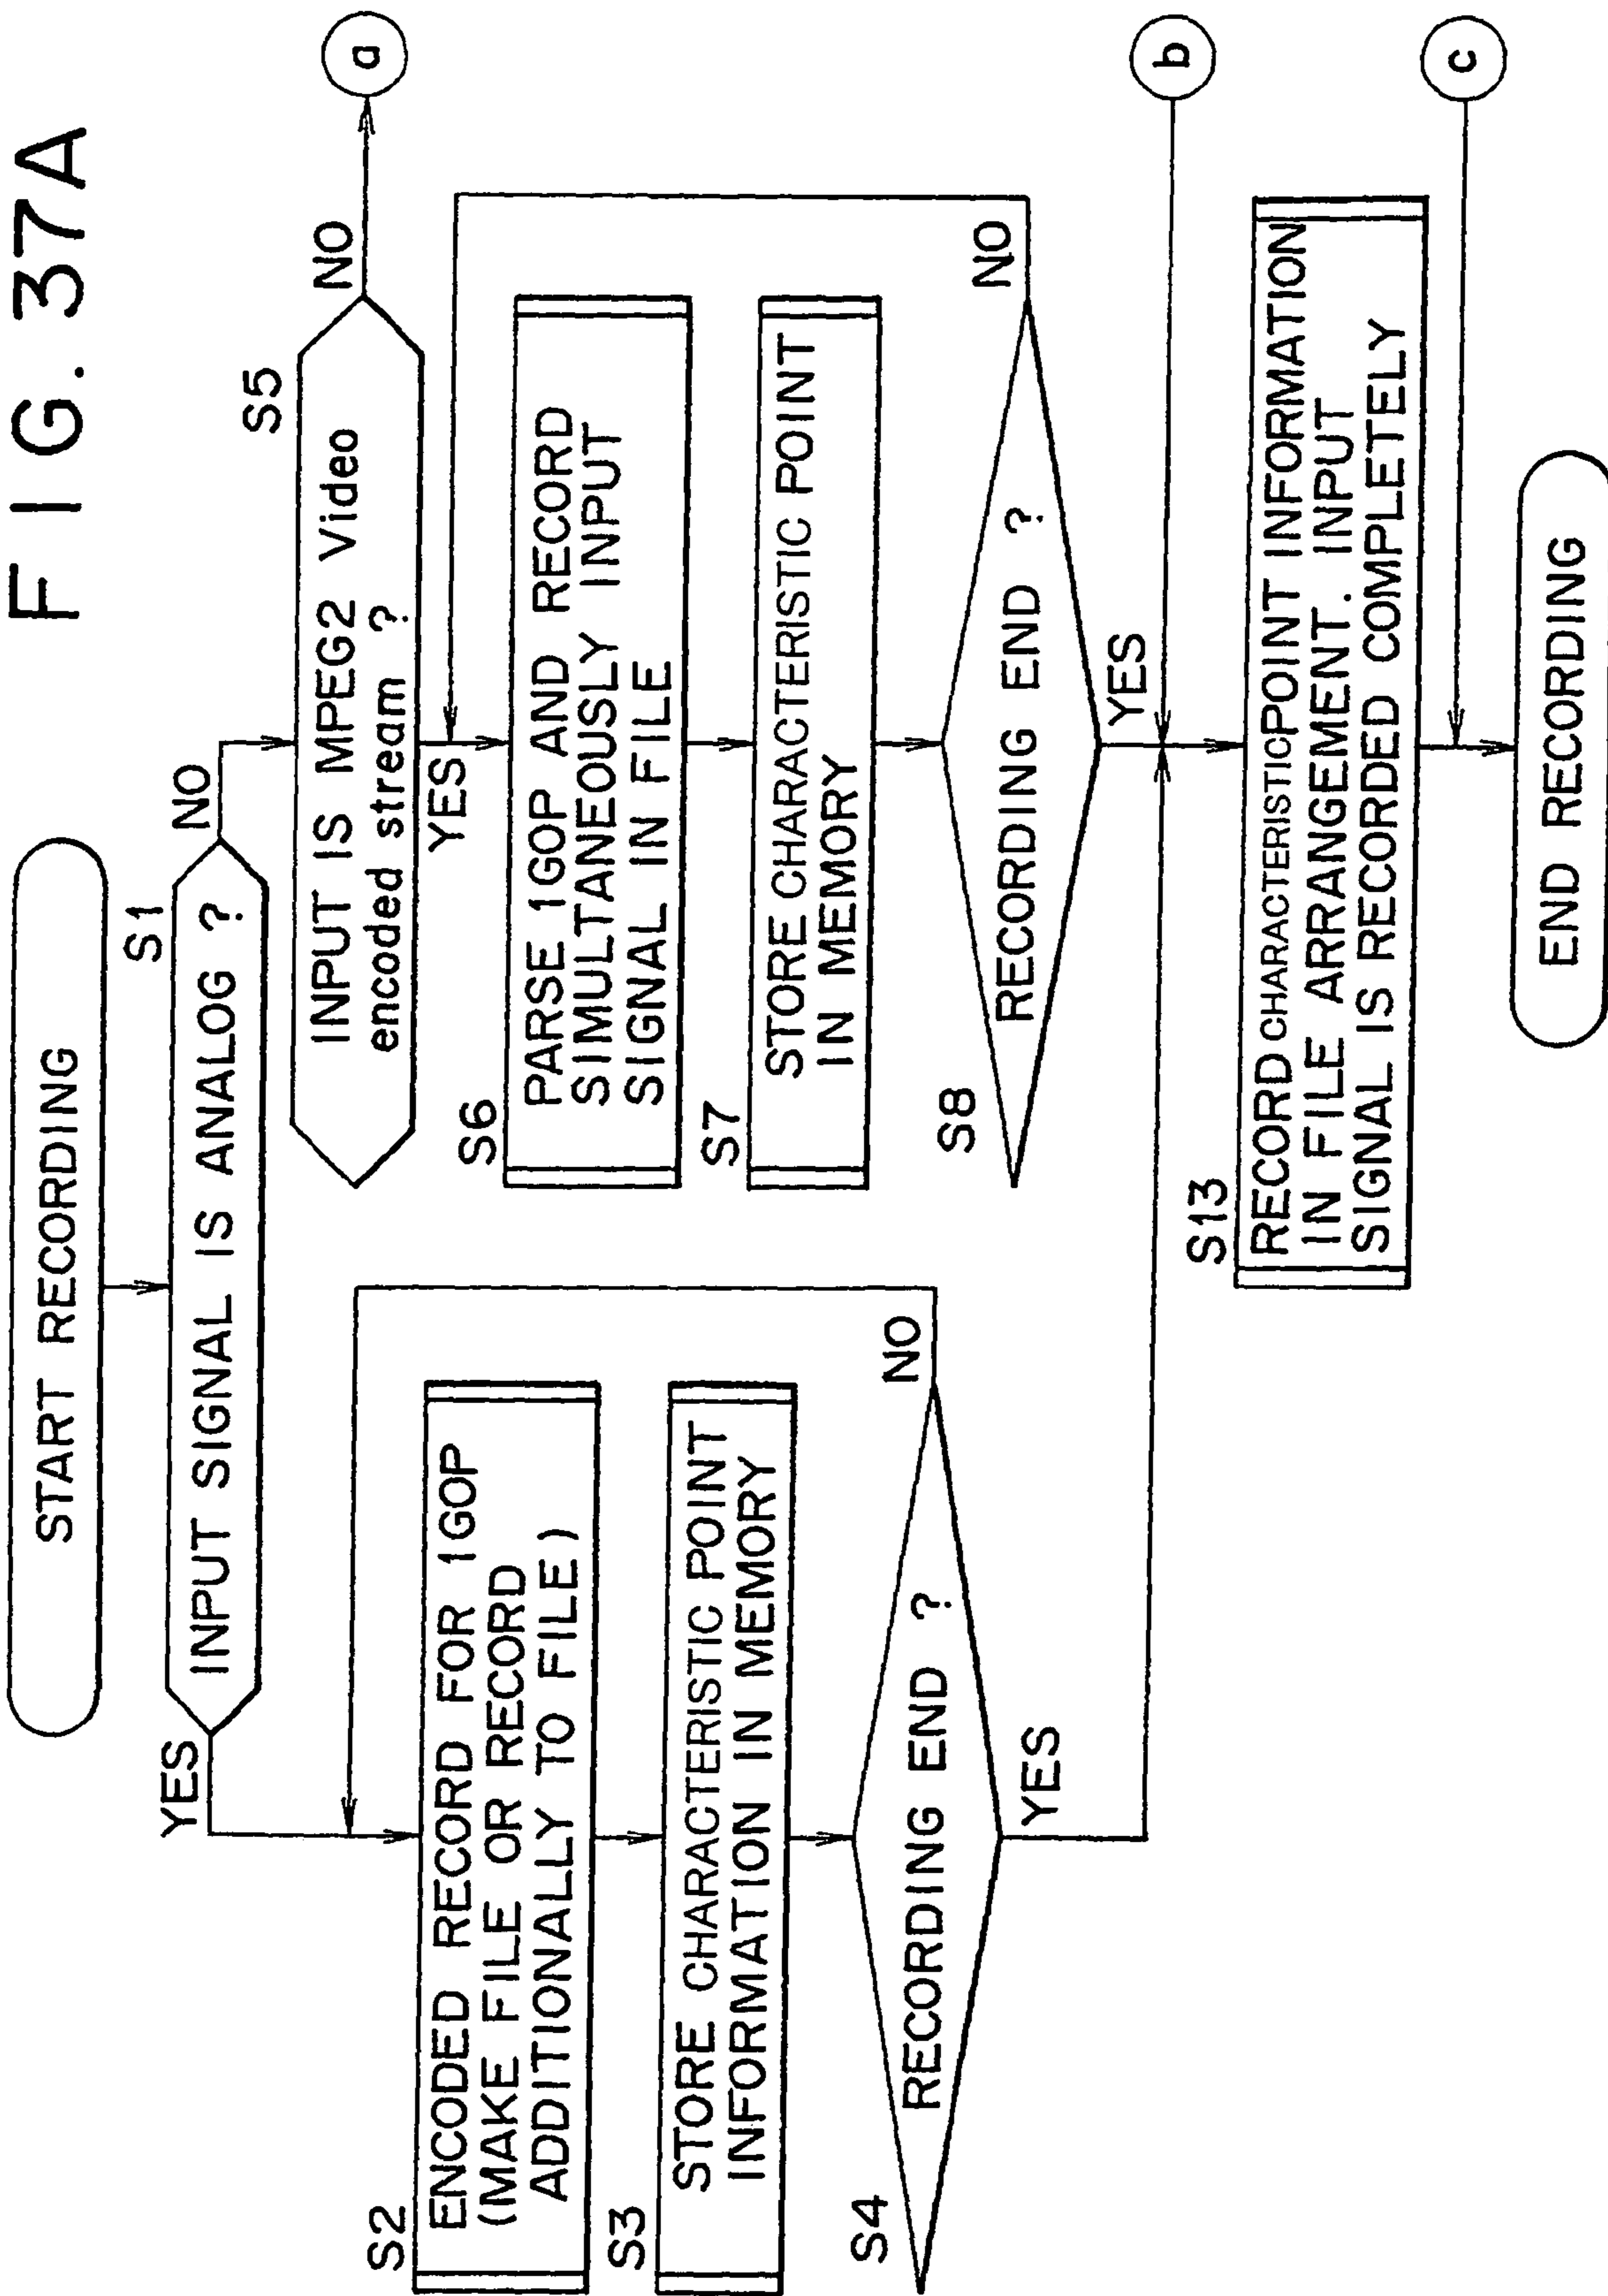 FIG. 37A
START RECORDING
S1
INPUT SIGNAL IS ANALOG ?
YES
NO
S2
ENCODED RECORD FOR 1GOP
(MAKE FILE OR RECORD
ADDITIONALLY TO FILE)
S3
STORE CHARACTERISTIC POINT
INFORMATION IN MEMORY
S4
RECORDING END ?
NO
YES
S5
INPUT IS MPEG2 Video
encoded stream ?
NO
a
YES
S6
PARSE 1GOP AND RECORD
SIMULTANEOUSLY INPUT
SIGNAL IN FILE
S7
STORE CHARACTERISTIC POINT
IN MEMORY
S8
RECORDING END ?
NO
YES
b
S13
RECORD CHARACTERISTIC POINT INFORMATION
IN FILE ARRANGEMENT. INPUT
SIGNAL IS RECORDED COMPLETELY
c
END RECORDING